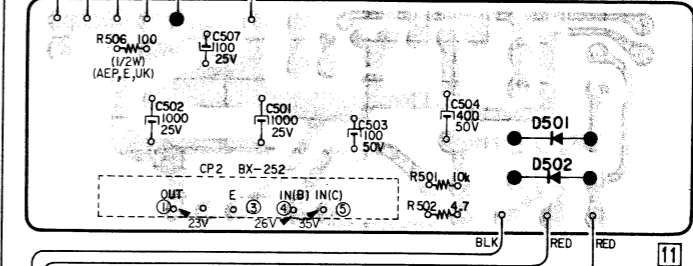 R506 100
(1/2W)
(AEP, E, UK)
C507
100
25V
C502
1000
25V
C501
1000
25V
C503
100
50V
C504
400
50V
D501
D502
CP2 BX-252
R501 10k
R502 4.7
OUT E IN(B) IN(C)
① ③ ④ ⑤
23V 26V 35V
BLK RED RED
11